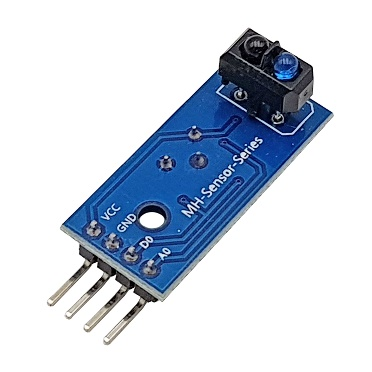 MH-Sensor-Series
VCC
GND
D0
A0